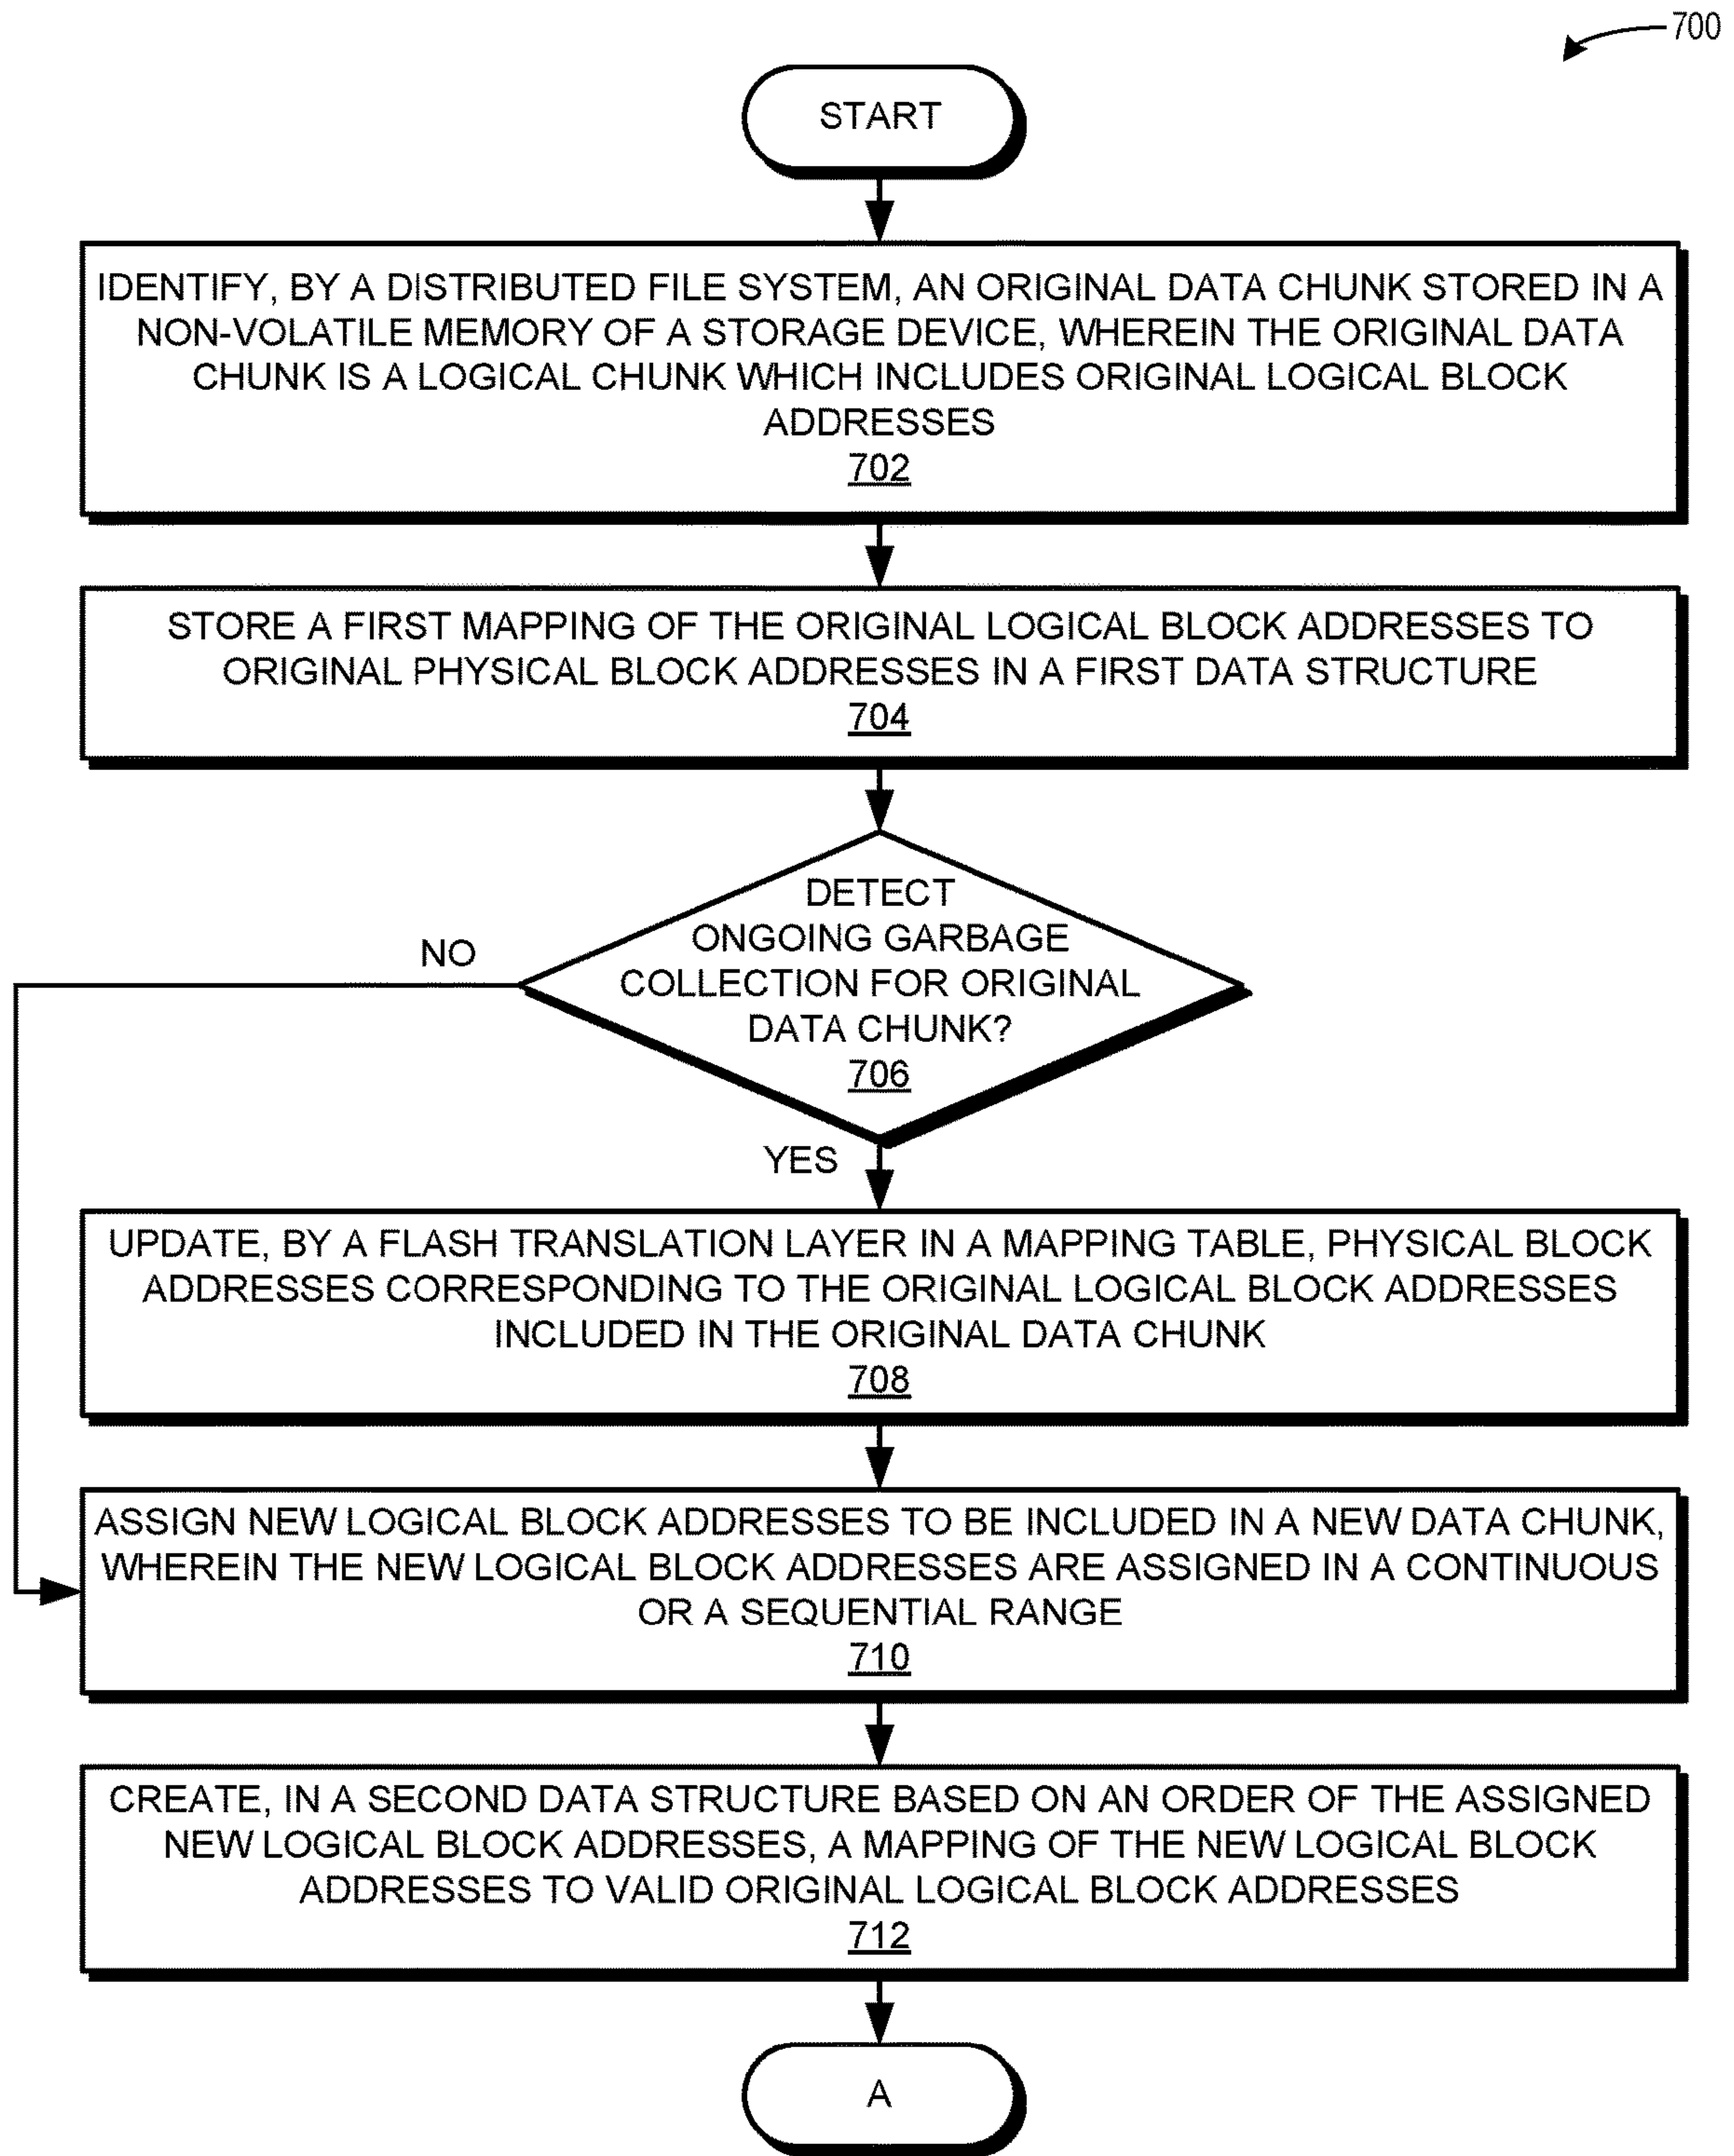 700
START
IDENTIFY, BY A DISTRIBUTED FILE SYSTEM, AN ORIGINAL DATA CHUNK STORED IN A
NON-VOLATILE MEMORY OF A STORAGE DEVICE, WHEREIN THE ORIGINAL DATA
CHUNK IS A LOGICAL CHUNK WHICH INCLUDES ORIGINAL LOGICAL BLOCK
ADDRESSES
702
STORE A FIRST MAPPING OF THE ORIGINAL LOGICAL BLOCK ADDRESSES TO
ORIGINAL PHYSICAL BLOCK ADDRESSES IN A FIRST DATA STRUCTURE
704
DETECT
ONGOING GARBAGE
COLLECTION FOR ORIGINAL
DATA CHUNK?
706
NO
YES
UPDATE, BY A FLASH TRANSLATION LAYER IN A MAPPING TABLE, PHYSICAL BLOCK
ADDRESSES CORRESPONDING TO THE ORIGINAL LOGICAL BLOCK ADDRESSES
INCLUDED IN THE ORIGINAL DATA CHUNK
708
ASSIGN NEW LOGICAL BLOCK ADDRESSES TO BE INCLUDED IN A NEW DATA CHUNK,
WHEREIN THE NEW LOGICAL BLOCK ADDRESSES ARE ASSIGNED IN A CONTINUOUS
OR A SEQUENTIAL RANGE
710
CREATE, IN A SECOND DATA STRUCTURE BASED ON AN ORDER OF THE ASSIGNED
NEW LOGICAL BLOCK ADDRESSES, A MAPPING OF THE NEW LOGICAL BLOCK
ADDRESSES TO VALID ORIGINAL LOGICAL BLOCK ADDRESSES
712
A